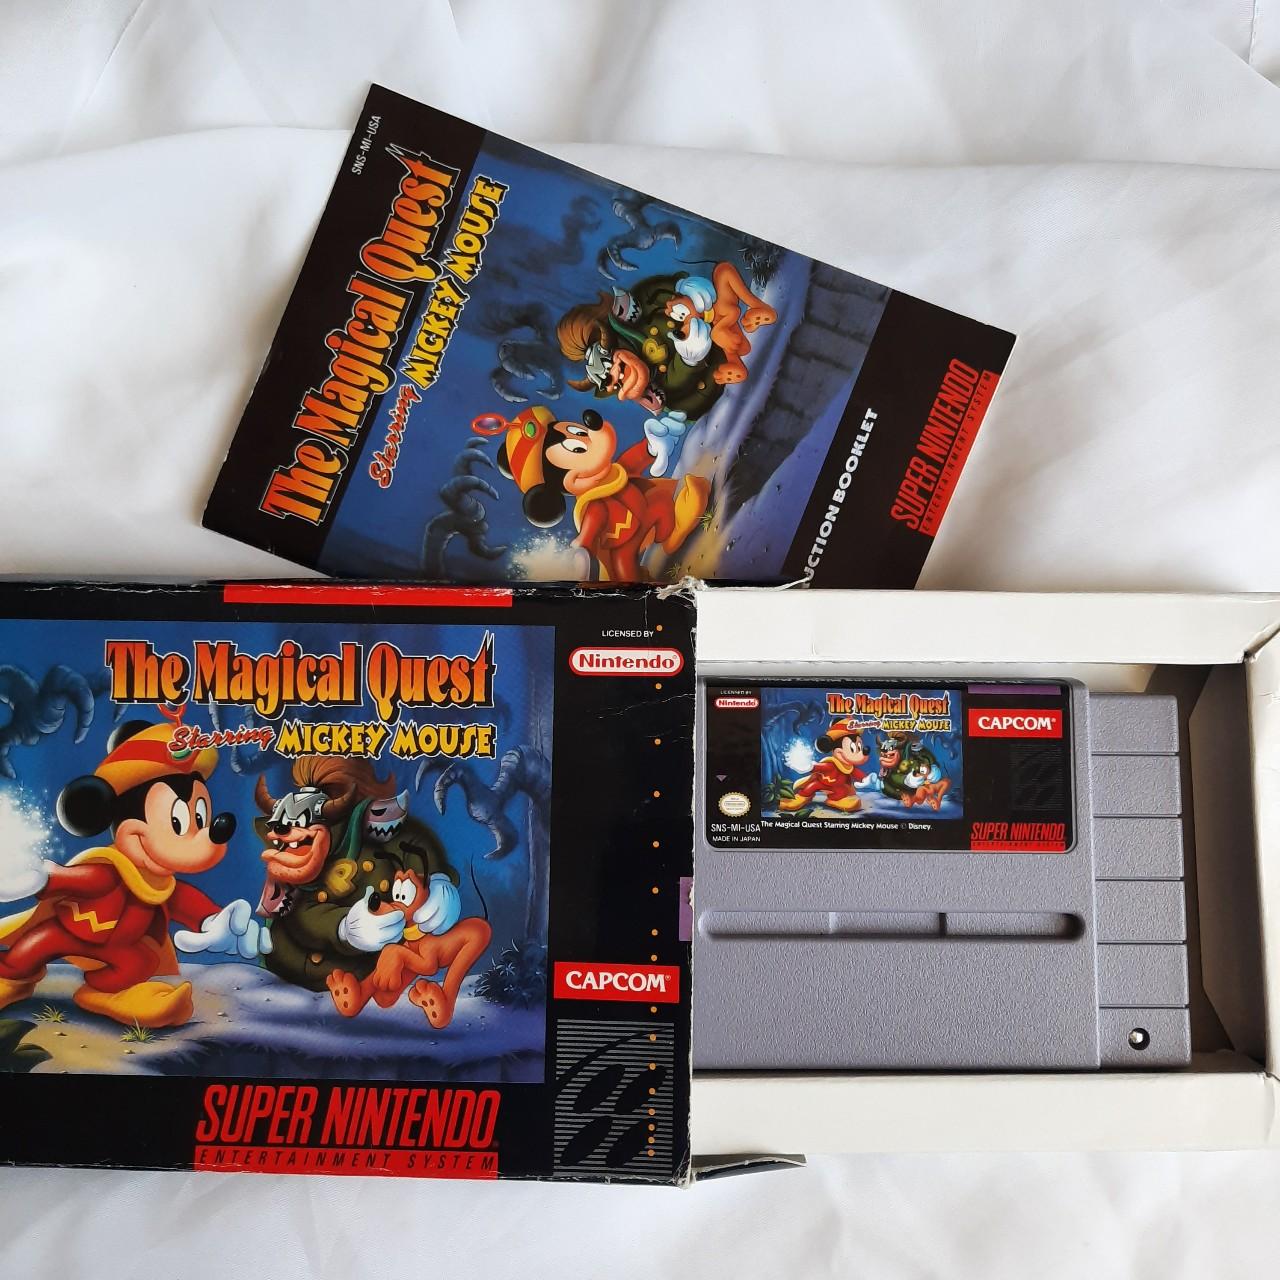 SNS-MI-USA
The Magical Quest
Starring MICKEY MOUSE
UCTION BOOKLET
SUPER NINTENDO
ENTERTAINMENT SYSTEM
The Magical Quest
Starring MICKEY MOUSE
LICENSED BY
Nintendo®
CAPCOM®
SUPER NINTENDO
ENTERTAINMENT SYSTEM
LICENSED BY
Nintendo®
The Magical Quest
Starring MICKEY MOUSE
CAPCOM®
SNS-MI-USA
MADE IN JAPAN
The Magical Quest Starring Mickey Mouse © Disney.
SUPER NINTENDO
ENTERTAINMENT SYSTEM